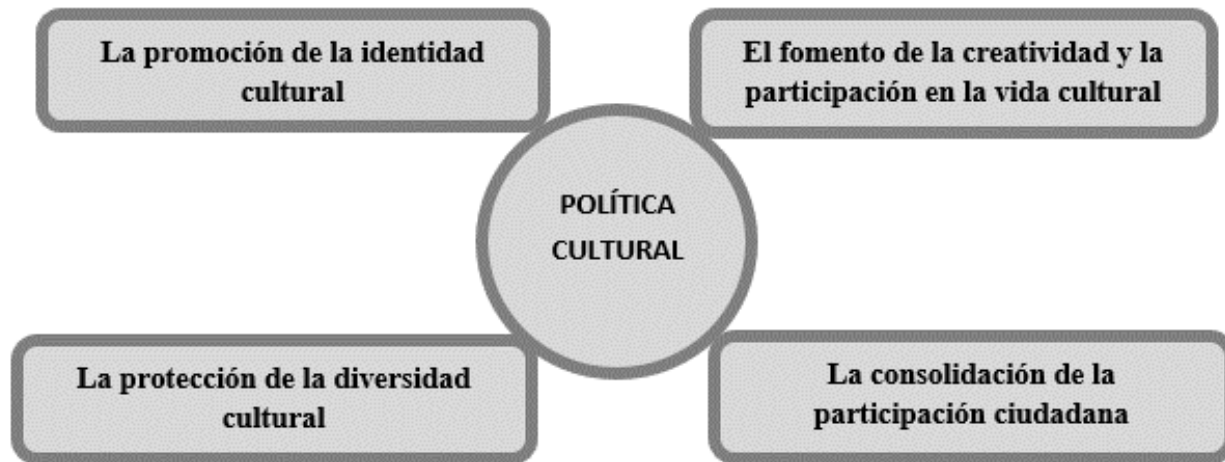 La promoción de la identidad
cultural
El fomento de la creatividad y la
participación en la vida cultural
POLÍTICA
CULTURAL
La protección de la diversidad
cultural
La consolidación de la
participación ciudadana